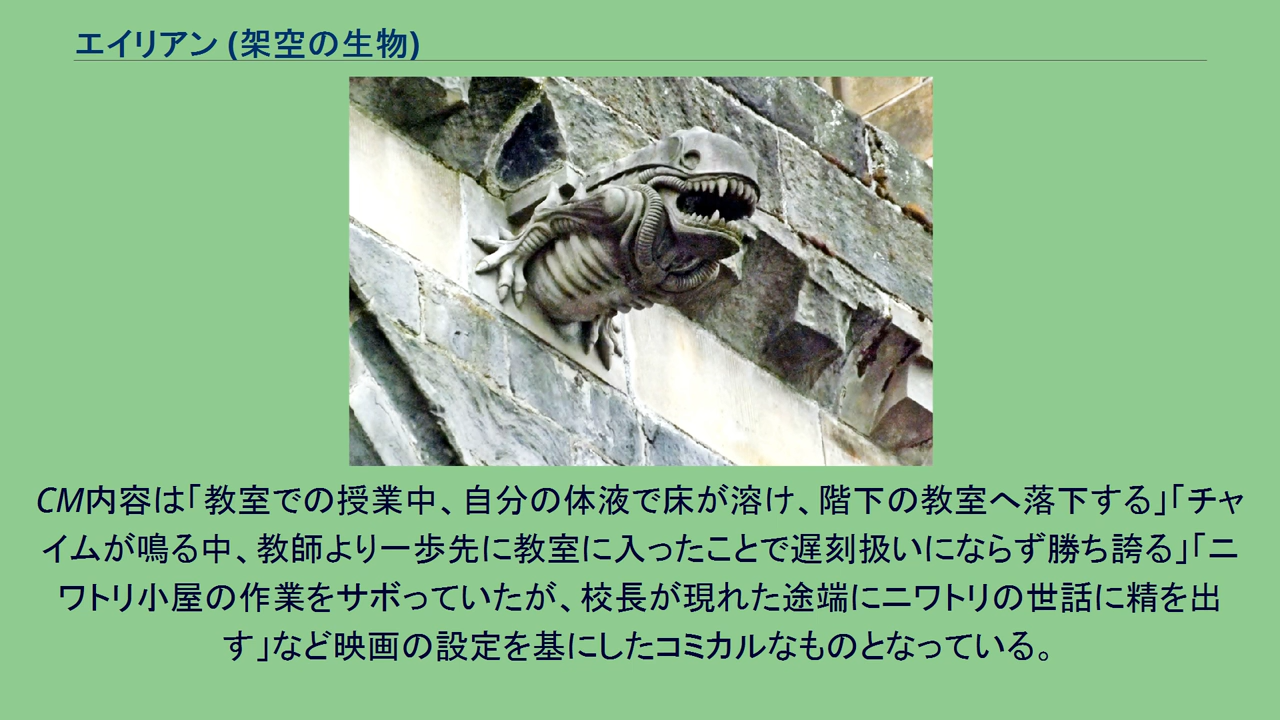 エイリアン (架空の生物)
CM内容は「教室での授業中、自分の体液で床が溶け、階下の教室へ落下する」「チャ
イムが鳴る中、教師より一歩先に教室に入ったことで遅刻扱いにならず勝ち誇る」「ニ
ワトリ小屋の作業をサボっていたが、校長が現れた途端にニワトリの世話に精を出
す」など映画の設定を基にしたコミカルなものとなっている。